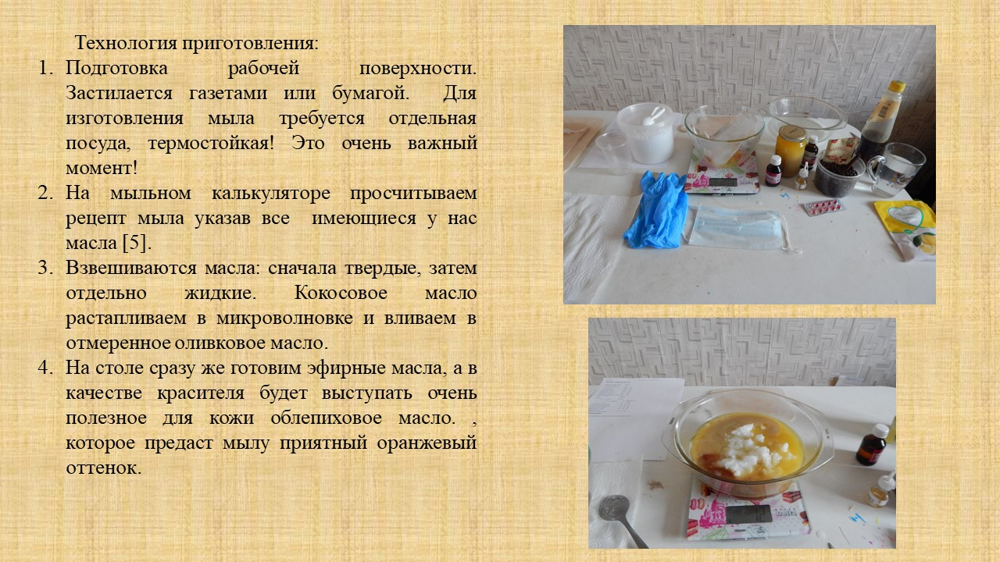 Технология приготовления:
1. Подготовка рабочей поверхности.
Застилается газетами или бумагой. Для
изготовления мыла требуется отдельная
посуда, термостойкая! Это очень важный
момент!
2. На мыльном калькуляторе просчитываем
рецепт мыла указав все имеющиеся у нас
масла [5].
3. Взвешиваются масла: сначала твердые, затем
отдельно жидкие. Кокосовое масло
растапливаем в микроволновке и вливаем в
отмеренное оливковое масло.
4. На столе сразу же готовим эфирные масла, а в
качестве красителя будет выступать очень
полезное для кожи облепиховое масло. ,
которое предаст мылу приятный оранжевый
оттенок.